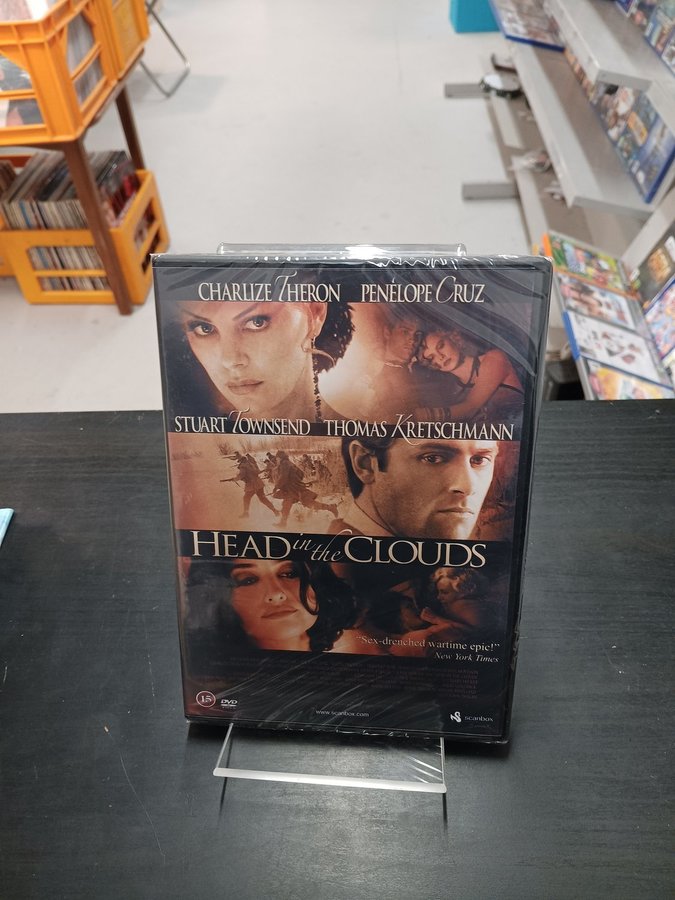 CHARLIZE THERON PENÉLOPE CRUZ
STUART TOWNSEND THOMAS KRETSCHMANN
HEAD in the CLOUDS
“Sex-drenched wartime epic!”
New York Times
15 DVD www.scanbox.com scanbox